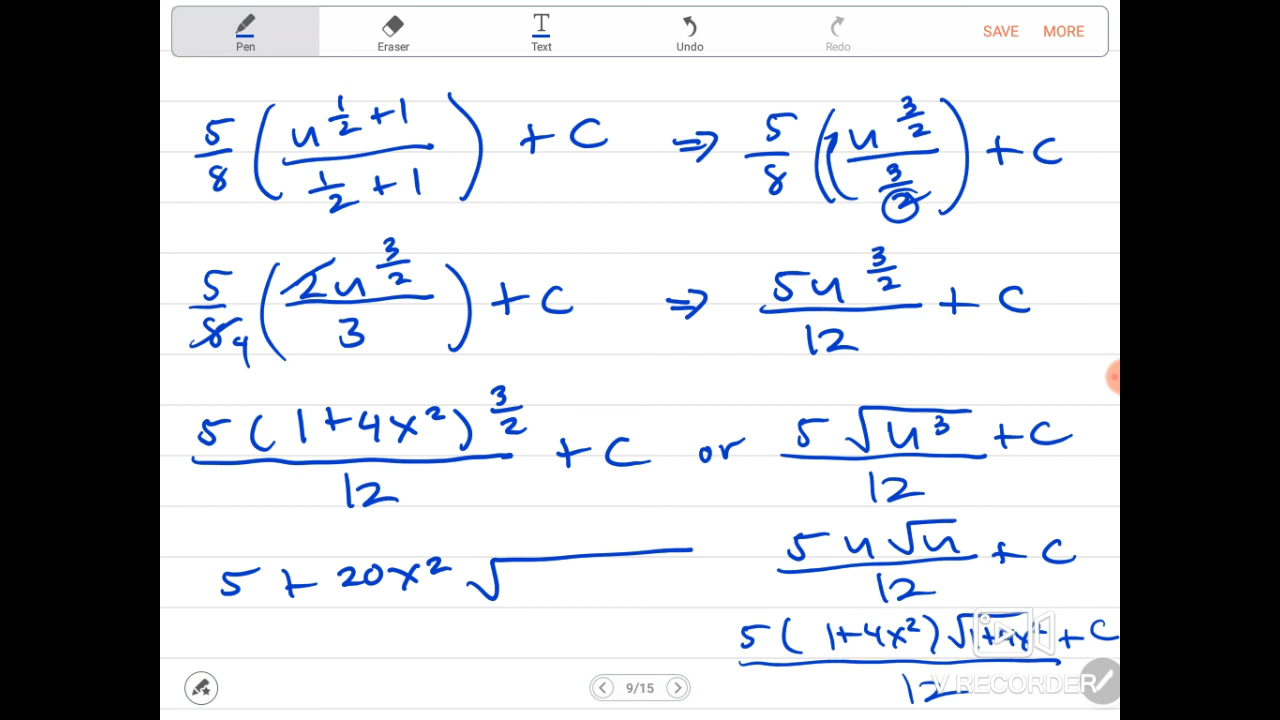 Pen Eraser Text Undo Redo SAVE MORE
5/8 (u^(1/2 + 1) / (1/2 + 1)) + C ⇒ 5/8 (u^(3/2) / (3/2)) + C
5/84 (2u^(3/2) / 3) + C ⇒ 5u^(3/2) / 12 + C
5(1+4x²)^(3/2) / 12 + C or 5√u³ / 12 + C
5 + 20x² √ 5u√u / 12 + C
5(1+4x²)√1+4x² / 12 + C
9/15
V RECORDER